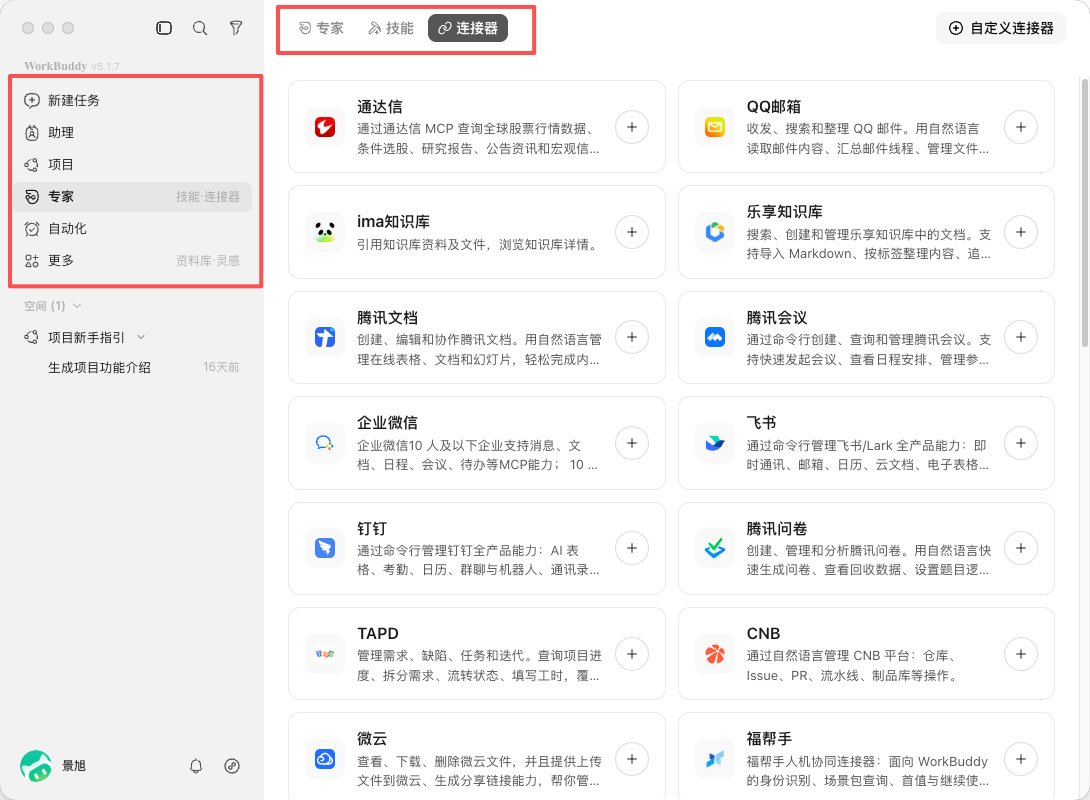 WorkBuddy v5.1.7
新建任务
助理
项目
专家 技能·连接器
自动化
更多 资料库·灵感
空间 (1)
项目新手指引
生成项目功能介绍 16天前
景旭
专家 技能 连接器
自定义连接器
通达信
通过通达信 MCP 查询全球股票行情数据、
条件选股、研究报告、公告资讯和宏观信...
QQ邮箱
收发、搜索和整理 QQ 邮件。用自然语言
读取邮件内容、汇总邮件线程、管理文件...
ima知识库
引用知识库资料及文件，浏览知识库详情。
乐享知识库
搜索、创建和管理乐享知识库中的文档。支
持导入 Markdown、按标签整理内容、追...
腾讯文档
创建、编辑和协作腾讯文档。用自然语言管
理在线表格、文档和幻灯片，轻松完成内...
腾讯会议
通过命令行创建、查询和管理腾讯会议。支
持快速发起会议、查看日程安排、管理参...
企业微信
企业微信10 人及以下企业支持消息、文
档、日程、会议、待办等MCP能力； 10 ...
飞书
通过命令行管理飞书/Lark 全产品能力：即
时通讯、邮箱、日历、云文档、电子表格...
钉钉
通过命令行管理钉钉全产品能力：AI 表
格、考勤、日历、群聊与机器人、通讯录...
腾讯问卷
创建、管理和分析腾讯问卷。用自然语言快
速生成问卷、查看回收数据、设置题目逻...
TAPD
管理需求、缺陷、任务和迭代。查询项目进
度、拆分需求、流转状态、填写工时，覆...
CNB
通过自然语言管理 CNB 平台：仓库、
Issue、PR、流水线、制品库等操作。
微云
查看、下载、删除微云文件，并且提供上传
文件到微云、生成分享链接能力，帮你管...
福帮手
福帮手人机协同连接器：面向 WorkBuddy
的身份识别、场景包查询、首值与继续使...